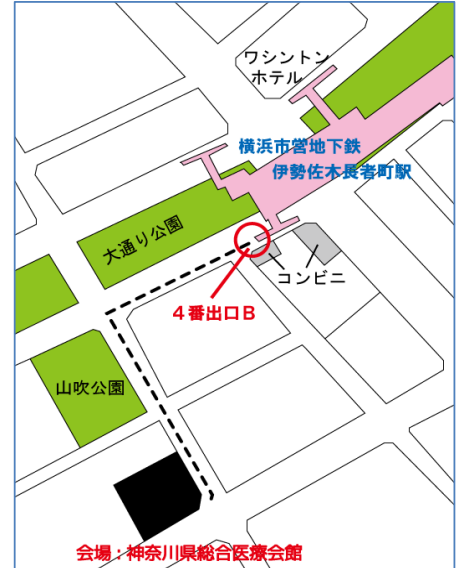 ワシントン
ホテル
横浜市営地下鉄
伊勢佐木長者町駅
大通り公園
コンビニ
４番出口Ｂ
山吹公園
会場：神奈川県総合医療会館